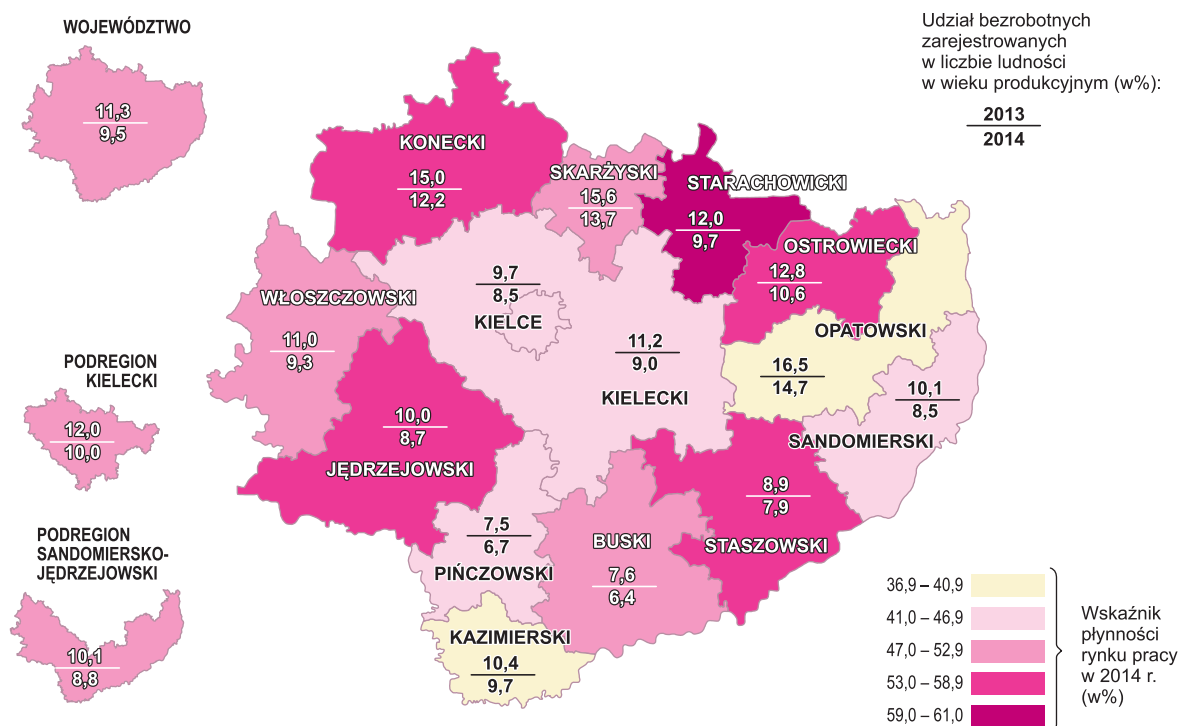 WOJEWÓDZTWO
11,3
9,5
PODREGION
KIELECKI
12,0
10,0
PODREGION
SANDOMIERSKO-
JĘDRZEJOWSKI
10,1
8,8
KONECKI
15,0
12,2
SKARŻYSKI
15,6
13,7
STARACHOWICKI
12,0
9,7
OSTROWIECKI
12,8
10,6
WŁOSZCZOWSKI
11,0
9,3
9,7
8,5
KIELCE
11,2
9,0
KIELECKI
OPATOWSKI
16,5
14,7
10,1
8,5
SANDOMIERSKI
10,0
8,7
JĘDRZEJOWSKI
8,9
7,9
STASZOWSKI
7,5
6,7
PIŃCZOWSKI
BUSKI
7,6
6,4
KAZIMIERSKI
10,4
9,7
Udział bezrobotnych
zarejestrowanych
w liczbie ludności
w wieku produkcyjnym (w%):
2013
2014
36,9 – 40,9
41,0 – 46,9
47,0 – 52,9
53,0 – 58,9
59,0 – 61,0
Wskaźnik
płynności
rynku pracy
w 2014 r.
(w%)